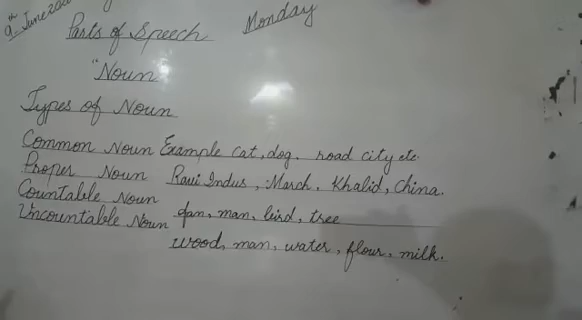 9th June 20
Monday
Parts of Speech
"Noun
Types of Noun
Common Noun Example Cat, dog. road city etc.
Proper Noun Ravi Indus, March. Khalid, China.
Countable Noun fan, man, bird, tree
Uncountable Noun wood, man, water, flour, milk.